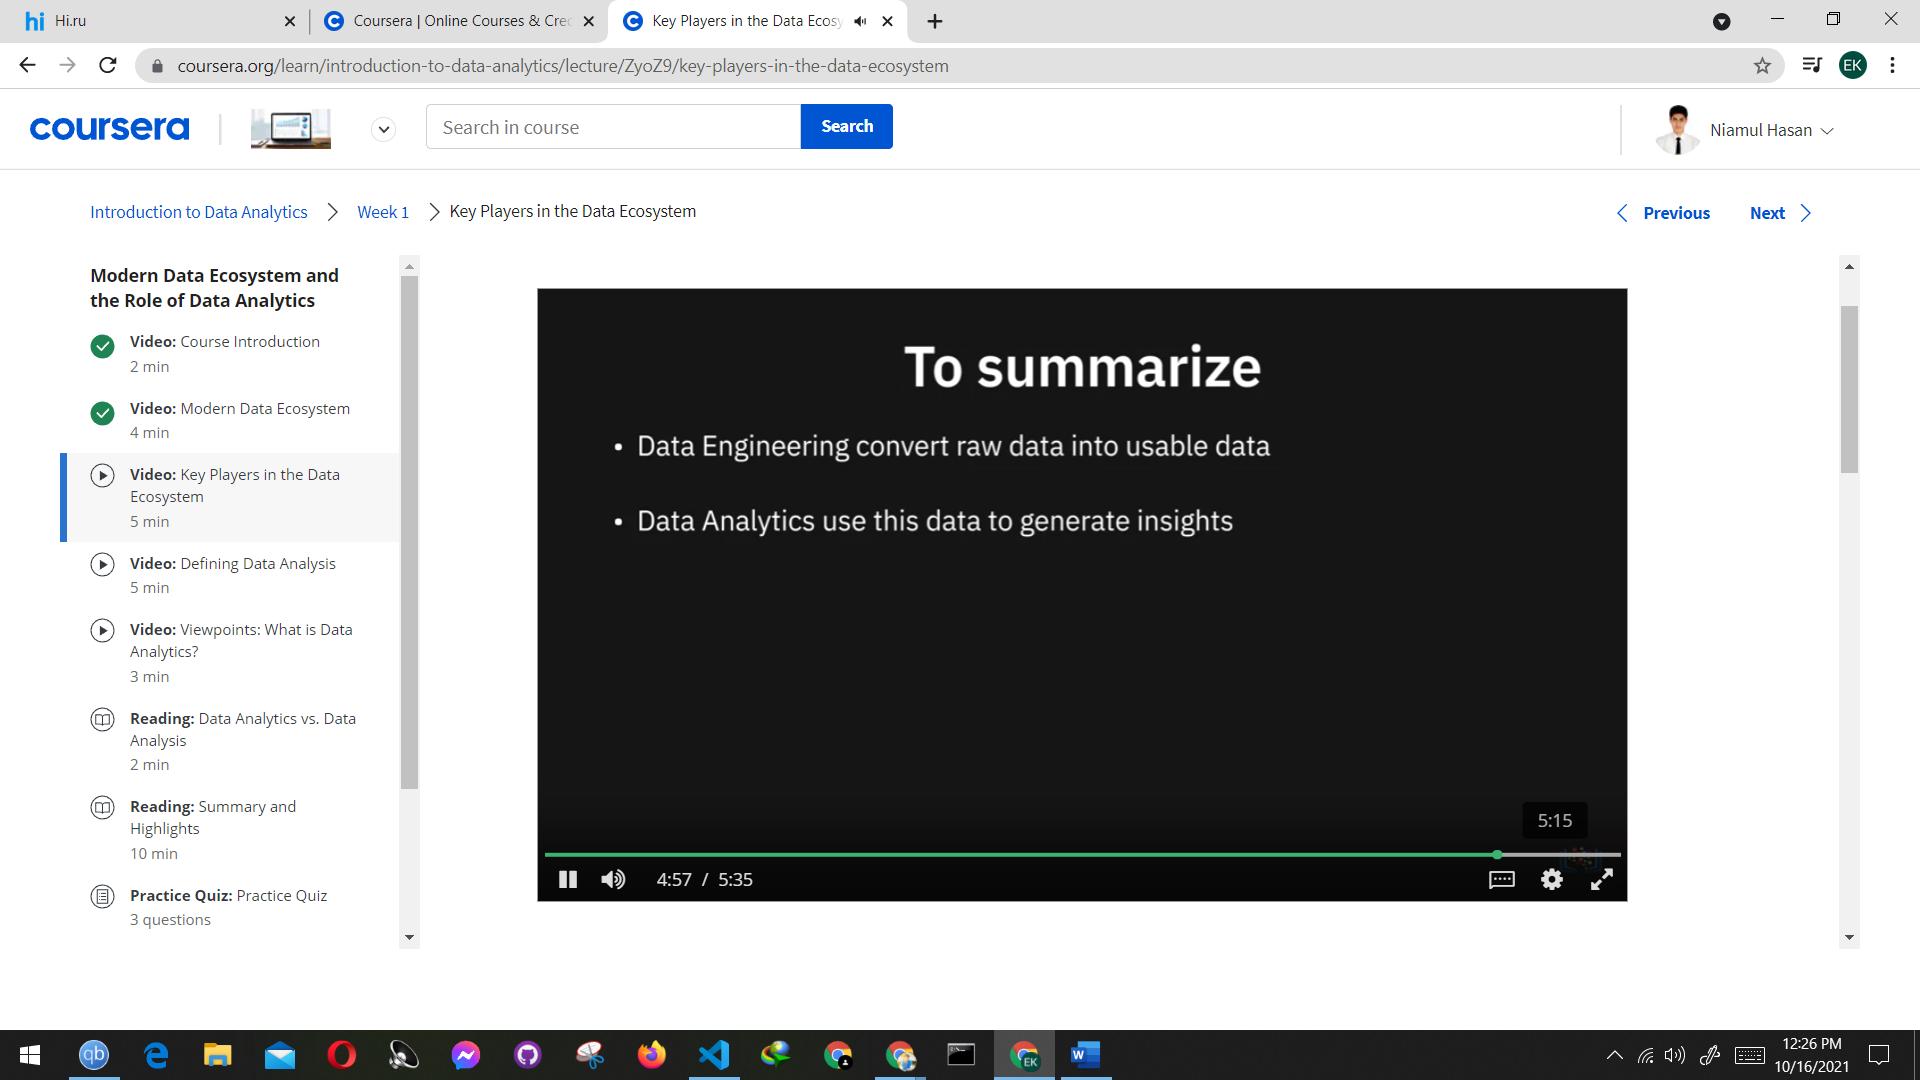 Hi.ru
Coursera | Online Courses & Cre
Key Players in the Data Ecosy
coursera.org/learn/introduction-to-data-analytics/lecture/ZyoZ9/key-players-in-the-data-ecosystem
EK
coursera
Search in course
Search
Niamul Hasan
Introduction to Data Analytics
Week 1
Key Players in the Data Ecosystem
Previous
Next
Modern Data Ecosystem and
the Role of Data Analytics
Video: Course Introduction
2 min
Video: Modern Data Ecosystem
4 min
Video: Key Players in the Data
Ecosystem
5 min
Video: Defining Data Analysis
5 min
Video: Viewpoints: What is Data
Analytics?
3 min
Reading: Data Analytics vs. Data
Analysis
2 min
Reading: Summary and
Highlights
10 min
Practice Quiz: Practice Quiz
3 questions
To summarize
• Data Engineering convert raw data into usable data
• Data Analytics use this data to generate insights
5:15
4:57 / 5:35
12:26 PM
10/16/2021